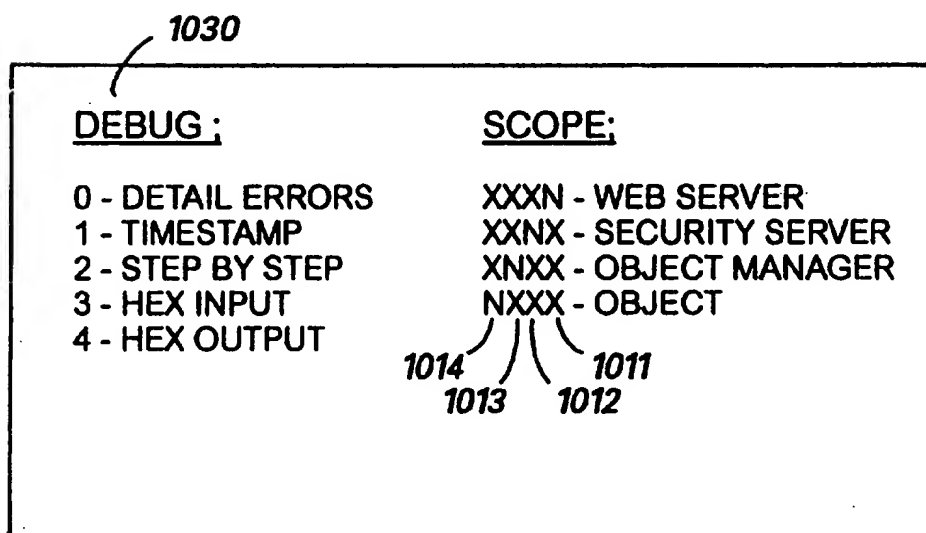 1030
DEBUG ;
0 - DETAIL ERRORS
1 - TIMESTAMP
2 - STEP BY STEP
3 - HEX INPUT
4 - HEX OUTPUT
SCOPE;
XXXN - WEB SERVER
XXNX - SECURITY SERVER
XNXX - OBJECT MANAGER
NXXX - OBJECT
1014
1011
1013
1012